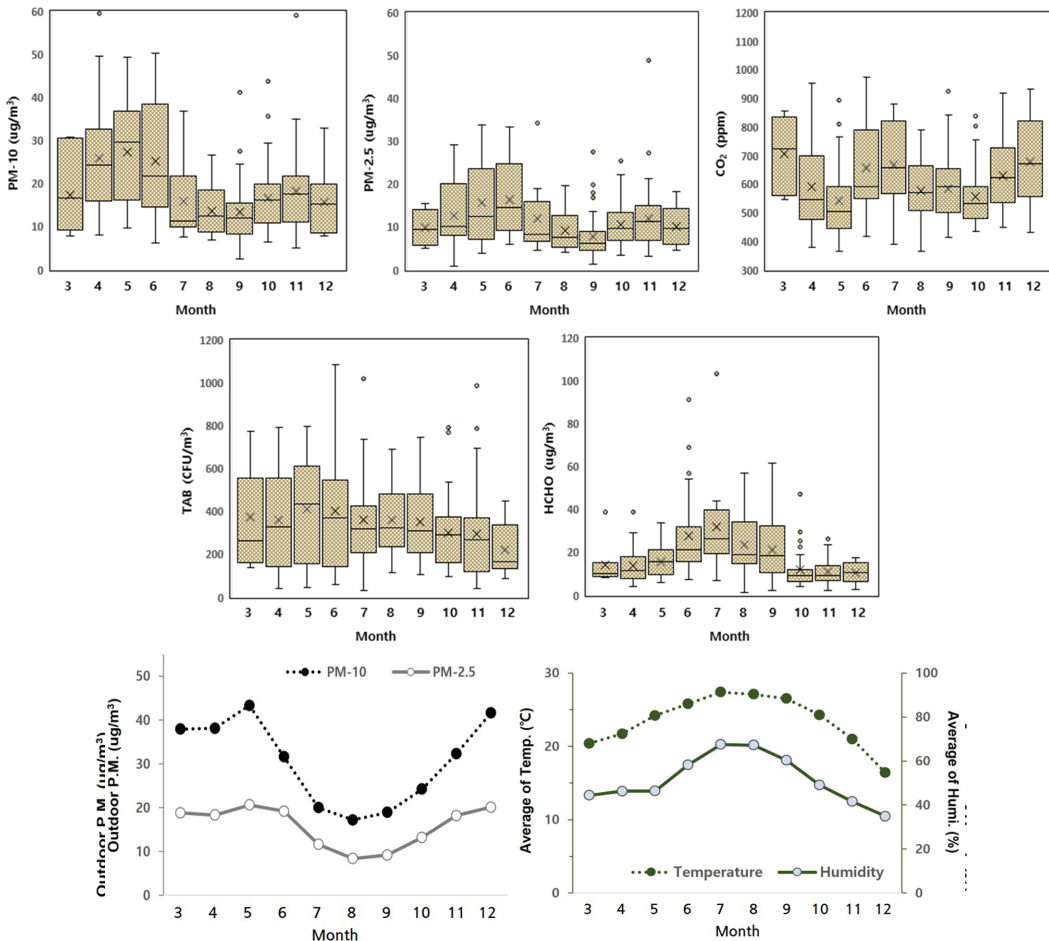 60
50
40
30
20
10
0
PM-10 (ug/m³)
3 4 5 6 7 8 9 10 11 12
Month
60
50
40
30
20
10
0
PM-2.5 (ug/m³)
3 4 5 6 7 8 9 10 11 12
Month
1200
1100
1000
900
800
700
600
500
400
300
CO₂ (ppm)
3 4 5 6 7 8 9 10 11 12
Month
1200
1000
800
600
400
200
0
TAB (CFU/m³)
3 4 5 6 7 8 9 10 11 12
Month
120
100
80
60
40
20
0
HCHO (ug/m³)
3 4 5 6 7 8 9 10 11 12
Month
50
40
30
20
10
0
Outdoor P.M. (μg/m³)
Outdoor P.M. (ug/m³)
PM-10 PM-2.5
3 4 5 6 7 8 9 10 11 12
Month
30
20
10
0
Average of Temp. (℃)
100
80
60
40
20
0
Average of Humi. (%)
Temperature Humidity
3 4 5 6 7 8 9 10 11 12
Month